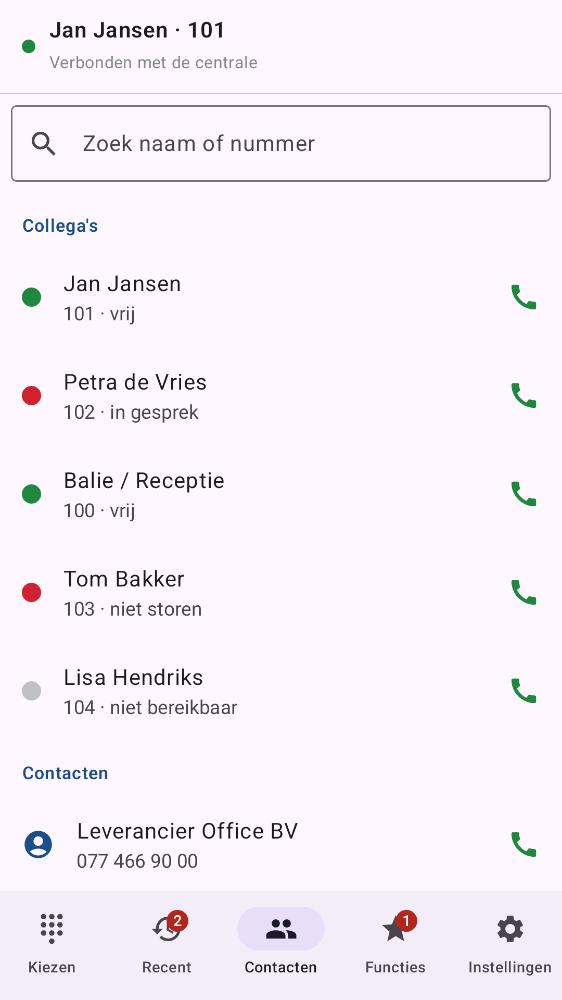 Jan Jansen · 101
Verbonden met de centrale
Zoek naam of nummer
Collega's
Jan Jansen
101 · vrij
Petra de Vries
102 · in gesprek
Balie / Receptie
100 · vrij
Tom Bakker
103 · niet storen
Lisa Hendriks
104 · niet bereikbaar
Contacten
Leverancier Office BV
077 466 90 00
2
1
Kiezen Recent Contacten Functies Instellingen